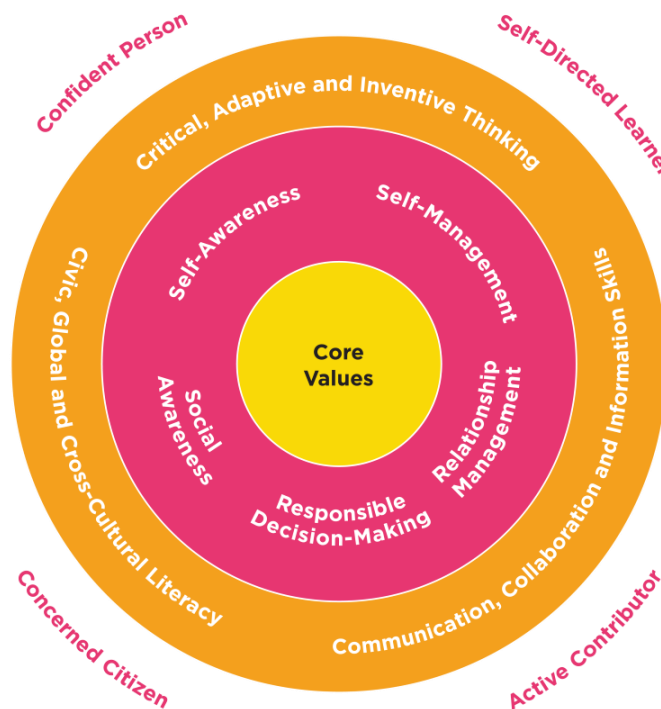 Confident Person
Self-Directed Learner
Critical, Adaptive and Inventive Thinking
Self-Awareness
Self-Management
Civic, Global and Cross-Cultural Literacy
Communication, Collaboration and Information Skills
Core
Values
Social
Awareness
Relationship
Management
Responsible
Decision-Making
Concerned Citizen
Active Contributor